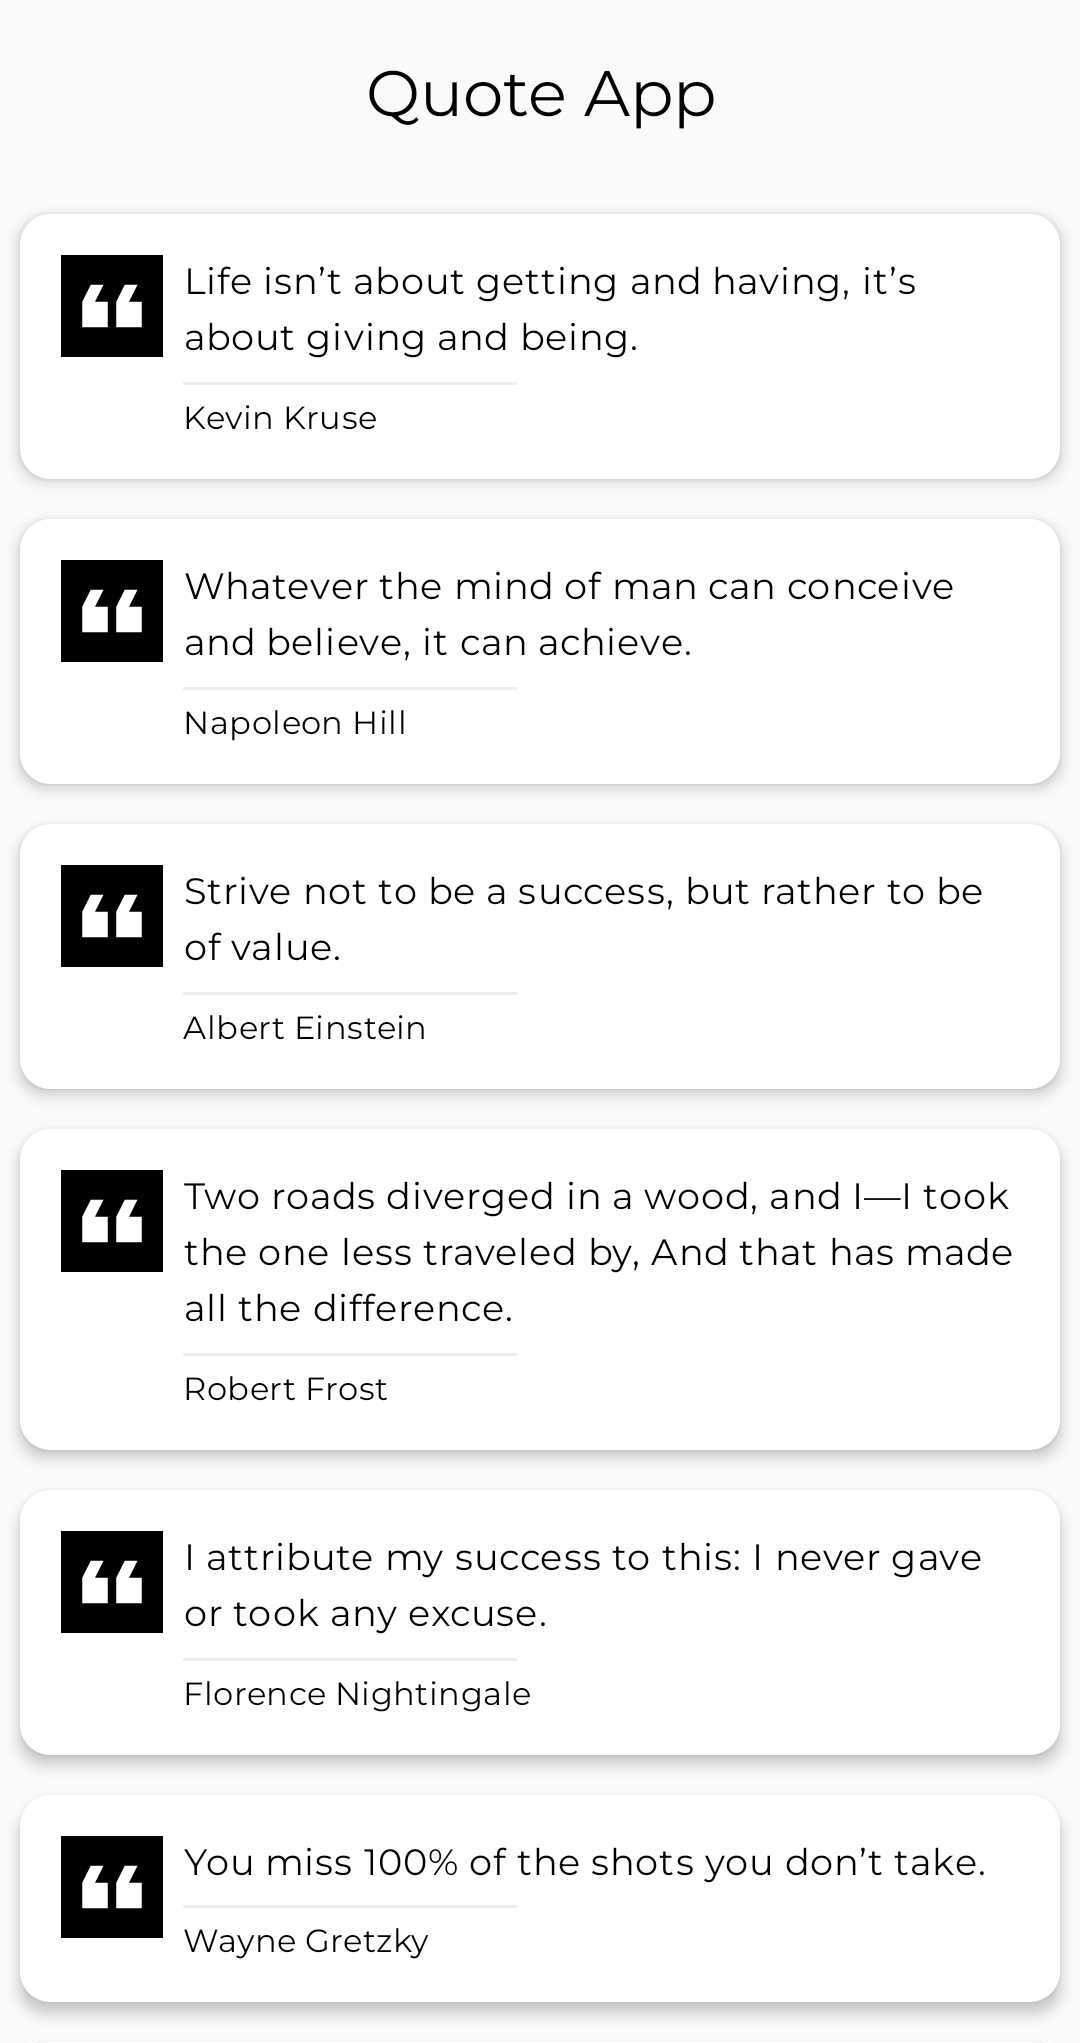 Quote App
❝
Life isn’t about getting and having, it’s
about giving and being.
Kevin Kruse
❝
Whatever the mind of man can conceive
and believe, it can achieve.
Napoleon Hill
❝
Strive not to be a success, but rather to be
of value.
Albert Einstein
❝
Two roads diverged in a wood, and I—I took
the one less traveled by, And that has made
all the difference.
Robert Frost
❝
I attribute my success to this: I never gave
or took any excuse.
Florence Nightingale
❝
You miss 100% of the shots you don’t take.
Wayne Gretzky